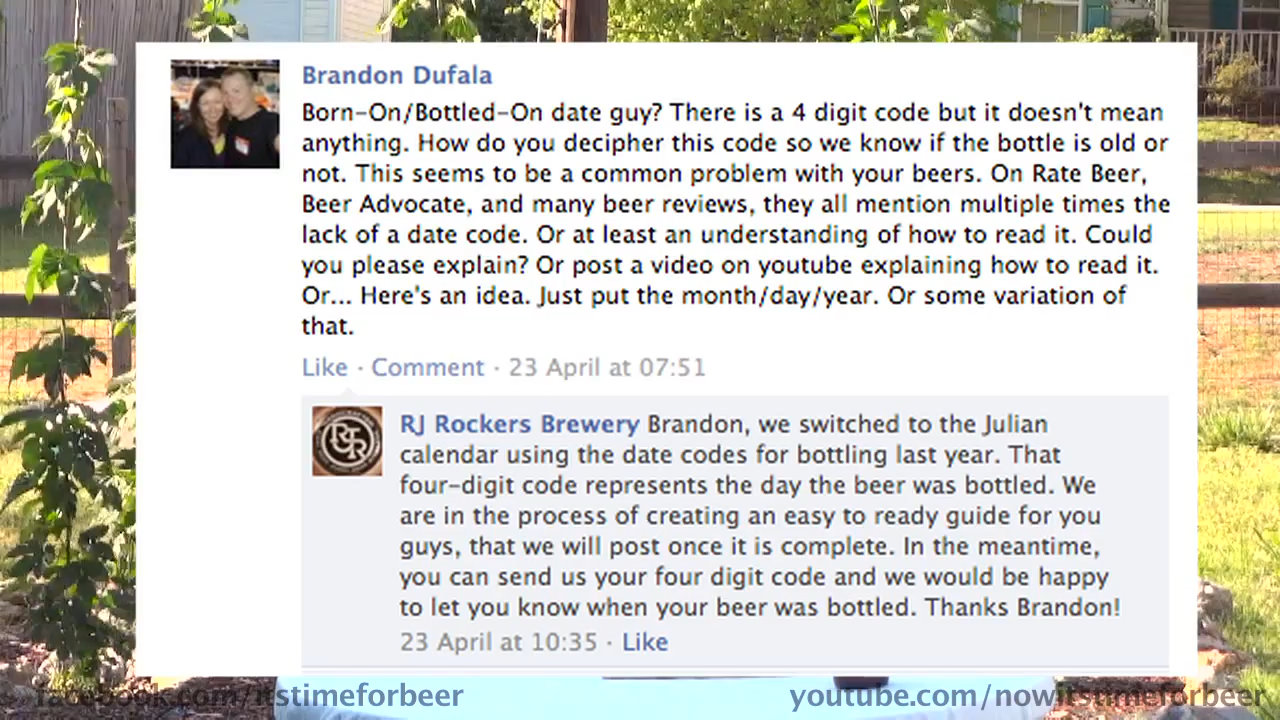 Brandon Dufala
Born-On/Bottled-On date guy? There is a 4 digit code but it doesn't mean
anything. How do you decipher this code so we know if the bottle is old or
not. This seems to be a common problem with your beers. On Rate Beer,
Beer Advocate, and many beer reviews, they all mention multiple times the
lack of a date code. Or at least an understanding of how to read it. Could
you please explain? Or post a video on youtube explaining how to read it.
Or... Here's an idea. Just put the month/day/year. Or some variation of
that.
Like · Comment · 23 April at 07:51
RJR
RJ Rockers Brewery Brandon, we switched to the Julian
calendar using the date codes for bottling last year. That
four-digit code represents the day the beer was bottled. We
are in the process of creating an easy to ready guide for you
guys, that we will post once it is complete. In the meantime,
you can send us your four digit code and we would be happy
to let you know when your beer was bottled. Thanks Brandon!
23 April at 10:35 · Like
facebook.com/itstimeforbeer
youtube.com/nowitstimeforbeer